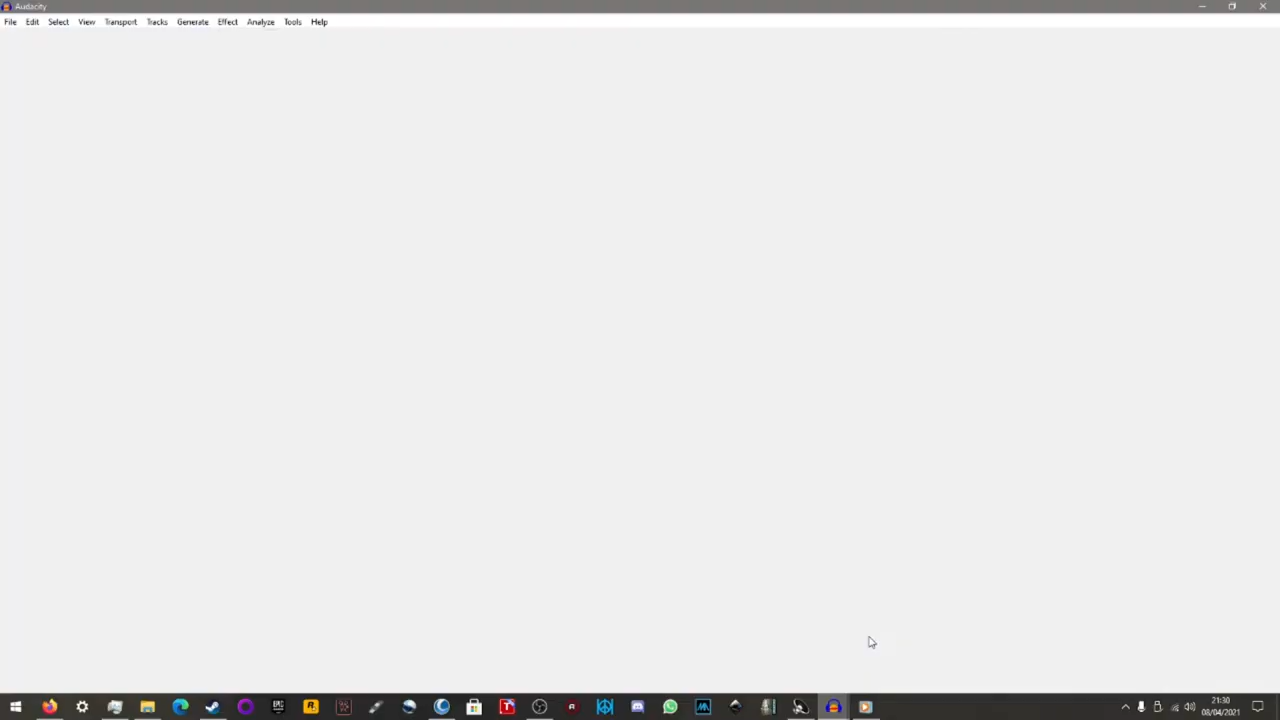 Audacity
File Edit Select View Transport Tracks Generate Effect Analyze Tools Help
21:30
08/04/2021